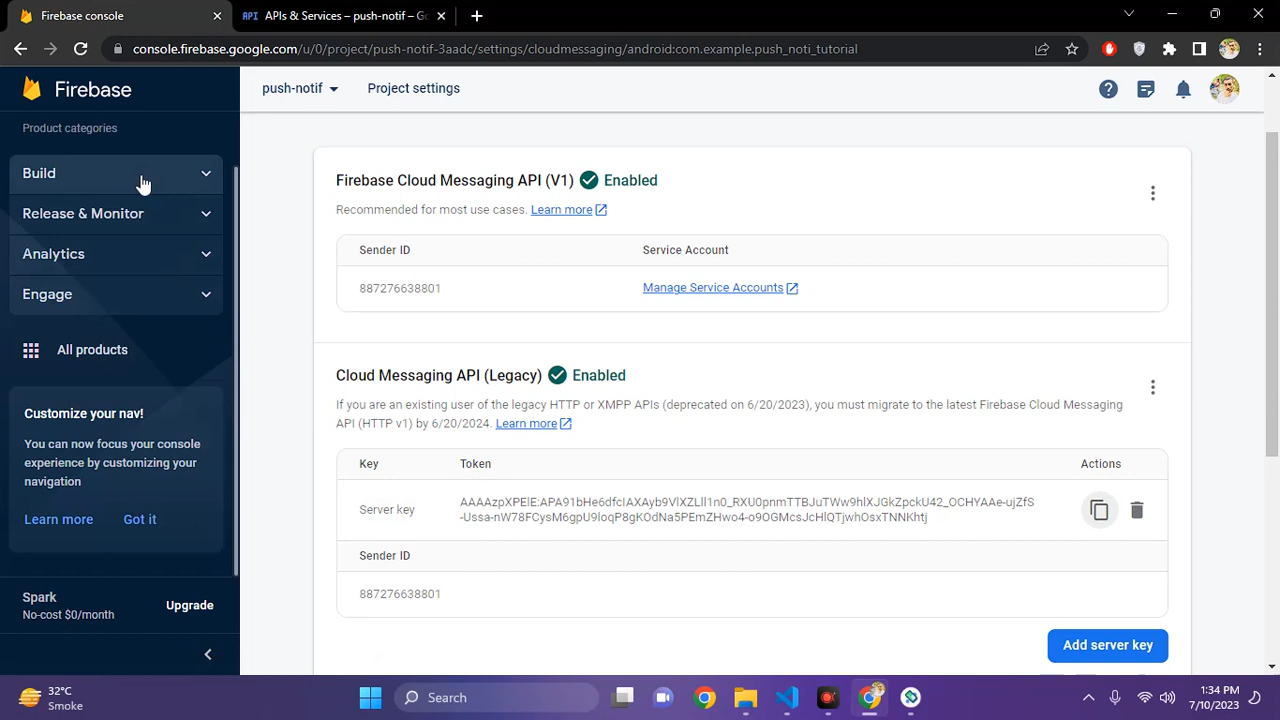 Firebase console
APIs & Services – push-notif – Go
console.firebase.google.com/u/0/project/push-notif-3aadc/settings/cloudmessaging/android:com.example.push_noti_tutorial
Firebase
push-notif
Project settings
Product categories
Build
Release & Monitor
Analytics
Engage
All products
Customize your nav!
You can now focus your console
experience by customizing your
navigation
Learn more
Got it
Spark
No-cost $0/month
Upgrade
Firebase Cloud Messaging API (V1)
Enabled
Recommended for most use cases. Learn more
Sender ID
Service Account
887276638801
Manage Service Accounts
Cloud Messaging API (Legacy)
Enabled
If you are an existing user of the legacy HTTP or XMPP APIs (deprecated on 6/20/2023), you must migrate to the latest Firebase Cloud Messaging
API (HTTP v1) by 6/20/2024. Learn more
Key
Token
Actions
Server key
Sender ID
887276638801
Add server key
32°C
Smoke
Search
1:34 PM
7/10/2023